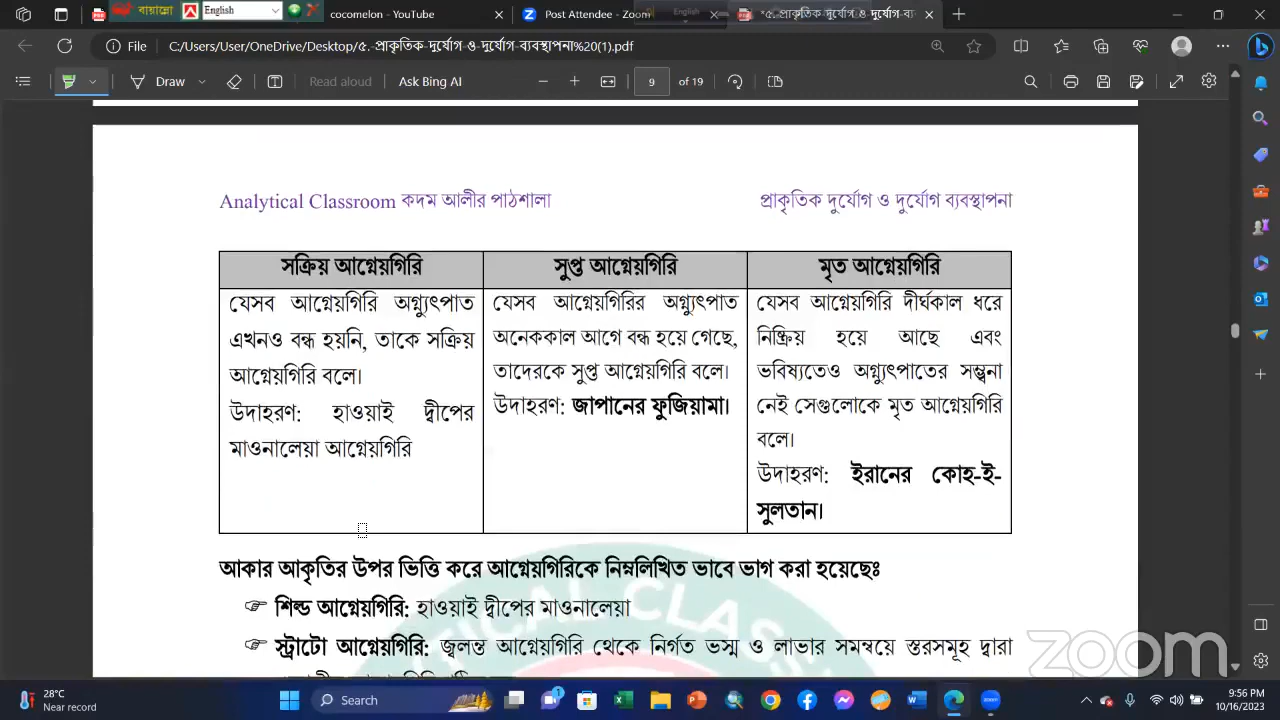 English
cocomelon - YouTube
Post Attendee - Zoom
৫. প্রাকৃতিক দুর্যোগ ও দুর্যোগ-ব্য
File
C:/Users/OneDrive/Desktop/৫. প্রাকৃতিক দুর্যোগ ও দুর্যোগ-ব্যবস্থাপনা%20(1).pdf
Draw
Read aloud
Ask Bing AI
9
of 19
Analytical Classroom কদম আলীর পাঠশালা
প্রাকৃতিক দুর্যোগ ও দুর্যোগ ব্যবস্থাপনা
সক্রিয় আগ্নেয়গিরি
যেসব আগ্নেয়গিরি অগ্ন্যুৎপাত
এখনও বন্ধ হয়নি, তাকে সক্রিয়
আগ্নেয়গিরি বলে।
উদাহরণ: হাওয়াই দ্বীপের
মাওনালেয়া আগ্নেয়গিরি
সুপ্ত আগ্নেয়গিরি
যেসব আগ্নেয়গিরির অগ্ন্যুৎপাত
অনেককাল আগে বন্ধ হয়ে গেছে,
তাদেরকে সুপ্ত আগ্নেয়গিরি বলে।
উদাহরণ: জাপানের ফুজিয়ামা।
মৃত আগ্নেয়গিরি
যেসব আগ্নেয়গিরি দীর্ঘকাল ধরে
নিষ্ক্রিয় হয়ে আছে এবং
ভবিষ্যতেও অগ্ন্যুৎপাতের সম্ভ্বনা
নেই সেগুলোকে মৃত আগ্নেয়গিরি
বলে।
উদাহরণ: ইরানের কোহ-ই-
সুলতান।
আকার আকৃতির উপর ভিত্তি করে আগ্নেয়গিরিকে নিম্নলিখিত ভাবে ভাগ করা হয়েছেঃ
শিল্ড আগ্নেয়গিরি: হাওয়াই দ্বীপের মাওনালেয়া
স্ট্রাটো আগ্নেয়গিরি: জ্বলন্ত আগ্নেয়গিরি থেকে নির্গত ভস্ম ও লাভার সমন্বয়ে স্তরসমূহ দ্বারা
zoom
28°C
Near record
Search
9:56 PM
10/16/2023